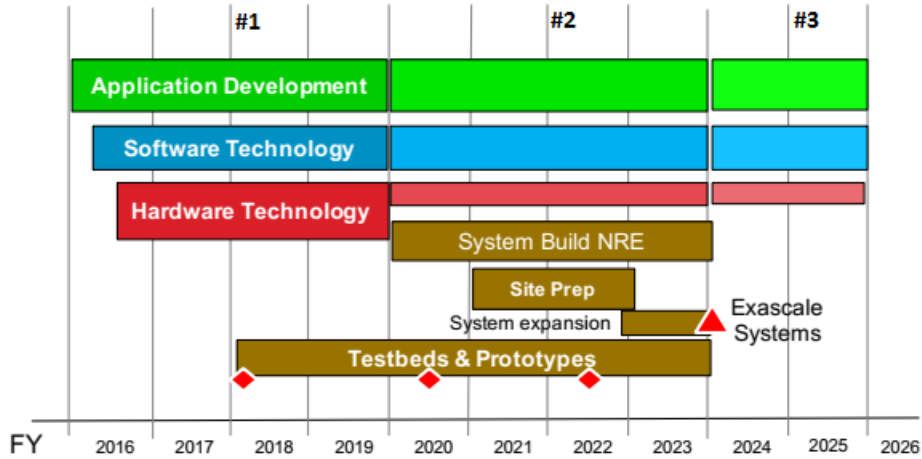 #1 #2 #3
Application Development
Software Technology
Hardware Technology
System Build NRE
Site Prep
System expansion
Exascale
Systems
Testbeds & Prototypes
FY 2016 2017 2018 2019 2020 2021 2022 2023 2024 2025 2026